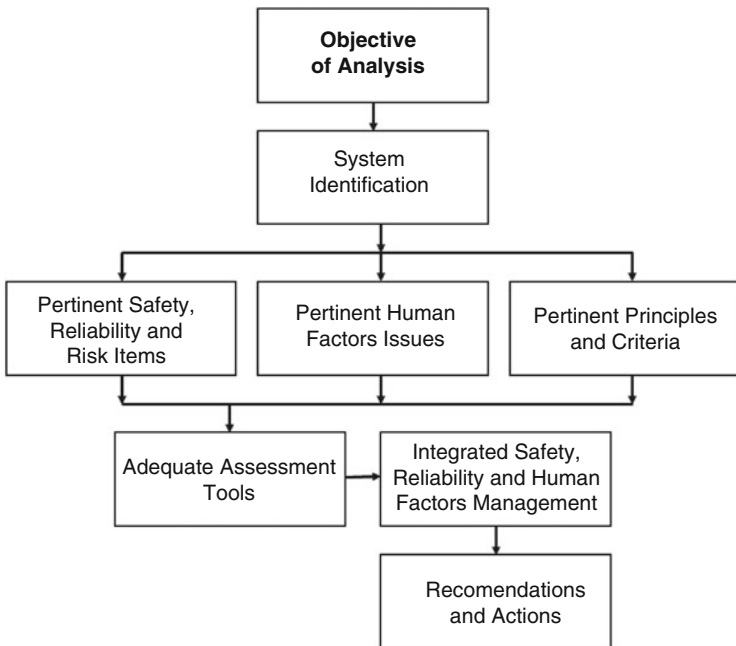 Objective
of Analysis
System
Identification
Pertinent Safety,
Reliability and
Risk Items
Pertinent Human
Factors Issues
Pertinent Principles
and Criteria
Adequate Assessment
Tools
Integrated Safety,
Reliability and Human
Factors Management
Recomendations
and Actions